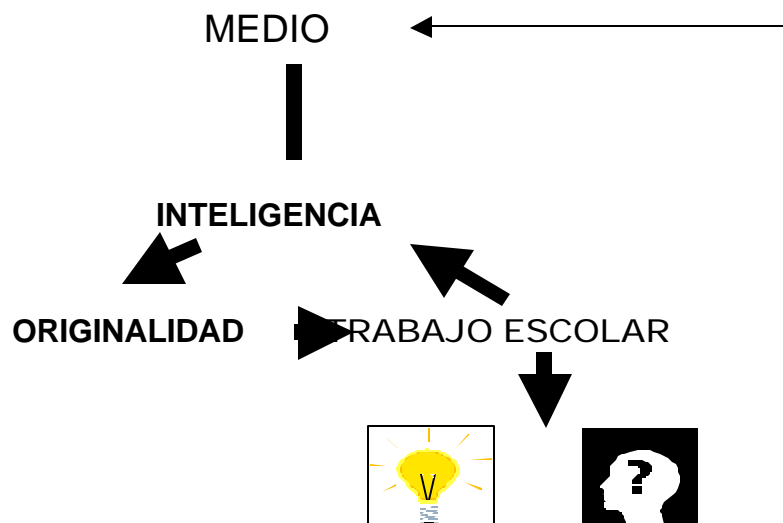 MEDIO
INTELIGENCIA
ORIGINALIDAD
TRABAJO ESCOLAR
?